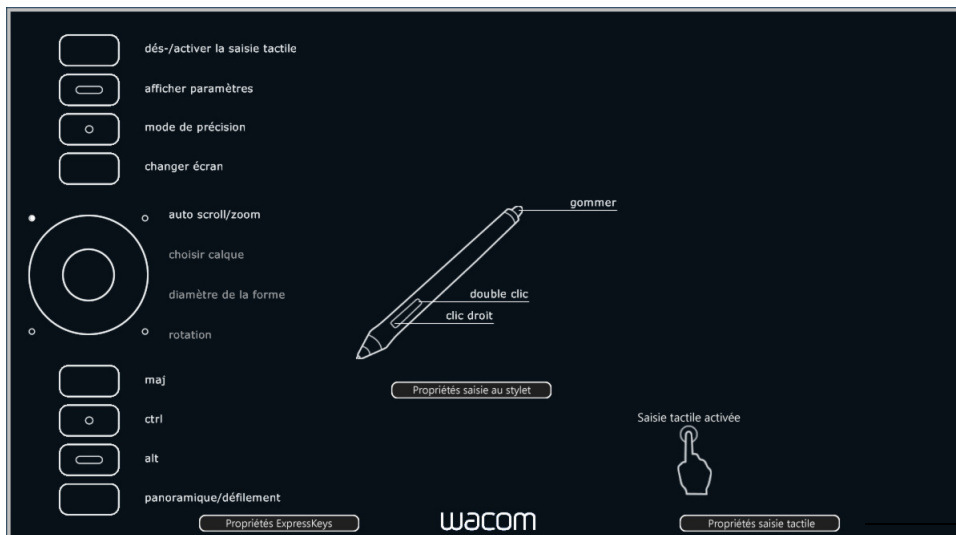 dés-/activer la saisie tactile
afficher paramètres
mode de précision
changer écran
auto scroll/zoom
choisir calque
diamètre de la forme
rotation
maj
ctrl
alt
panoramique/défilement
Propriétés ExpressKeys
gommer
double clic
clic droit
Propriétés saisie au stylet
wacom
Saisie tactile activée
Propriétés saisie tactile